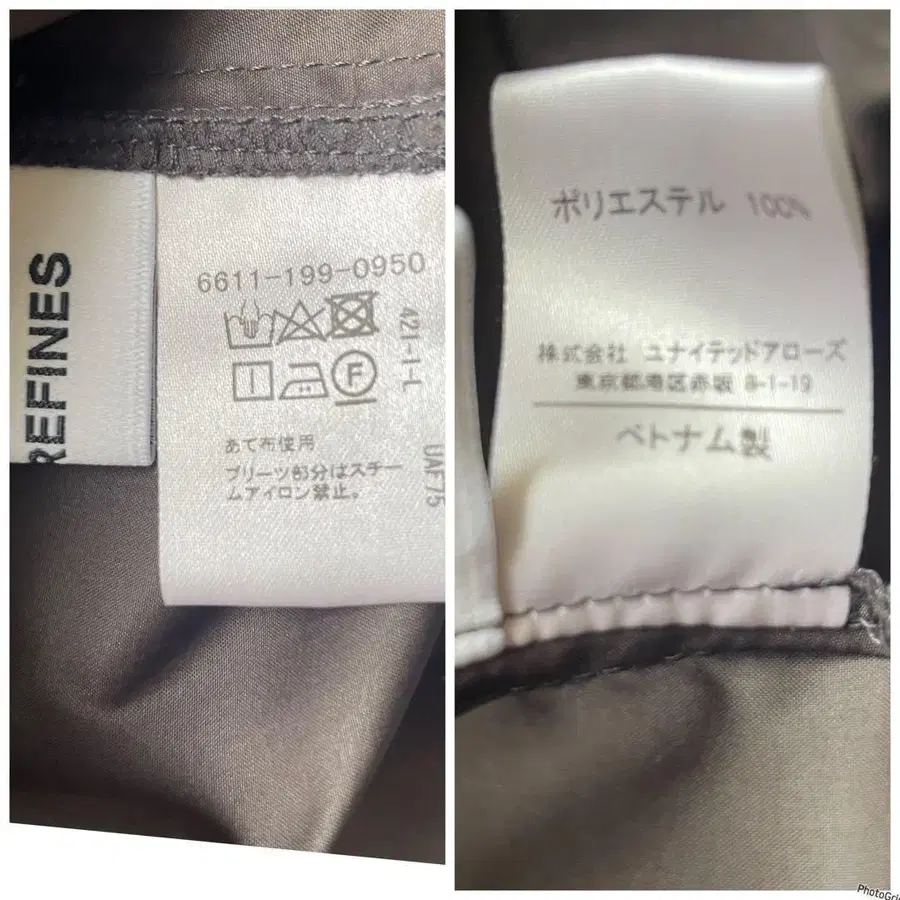 REFINES
6611-199-0950
F
421-1-L
UAF75
あて布使用
プリーツ部分はスチー
ムアイロン禁止。
ポリエステル 100%
株式会社 ユナイテッドアローズ
東京都港区赤坂 8-1-19
ベトナム製